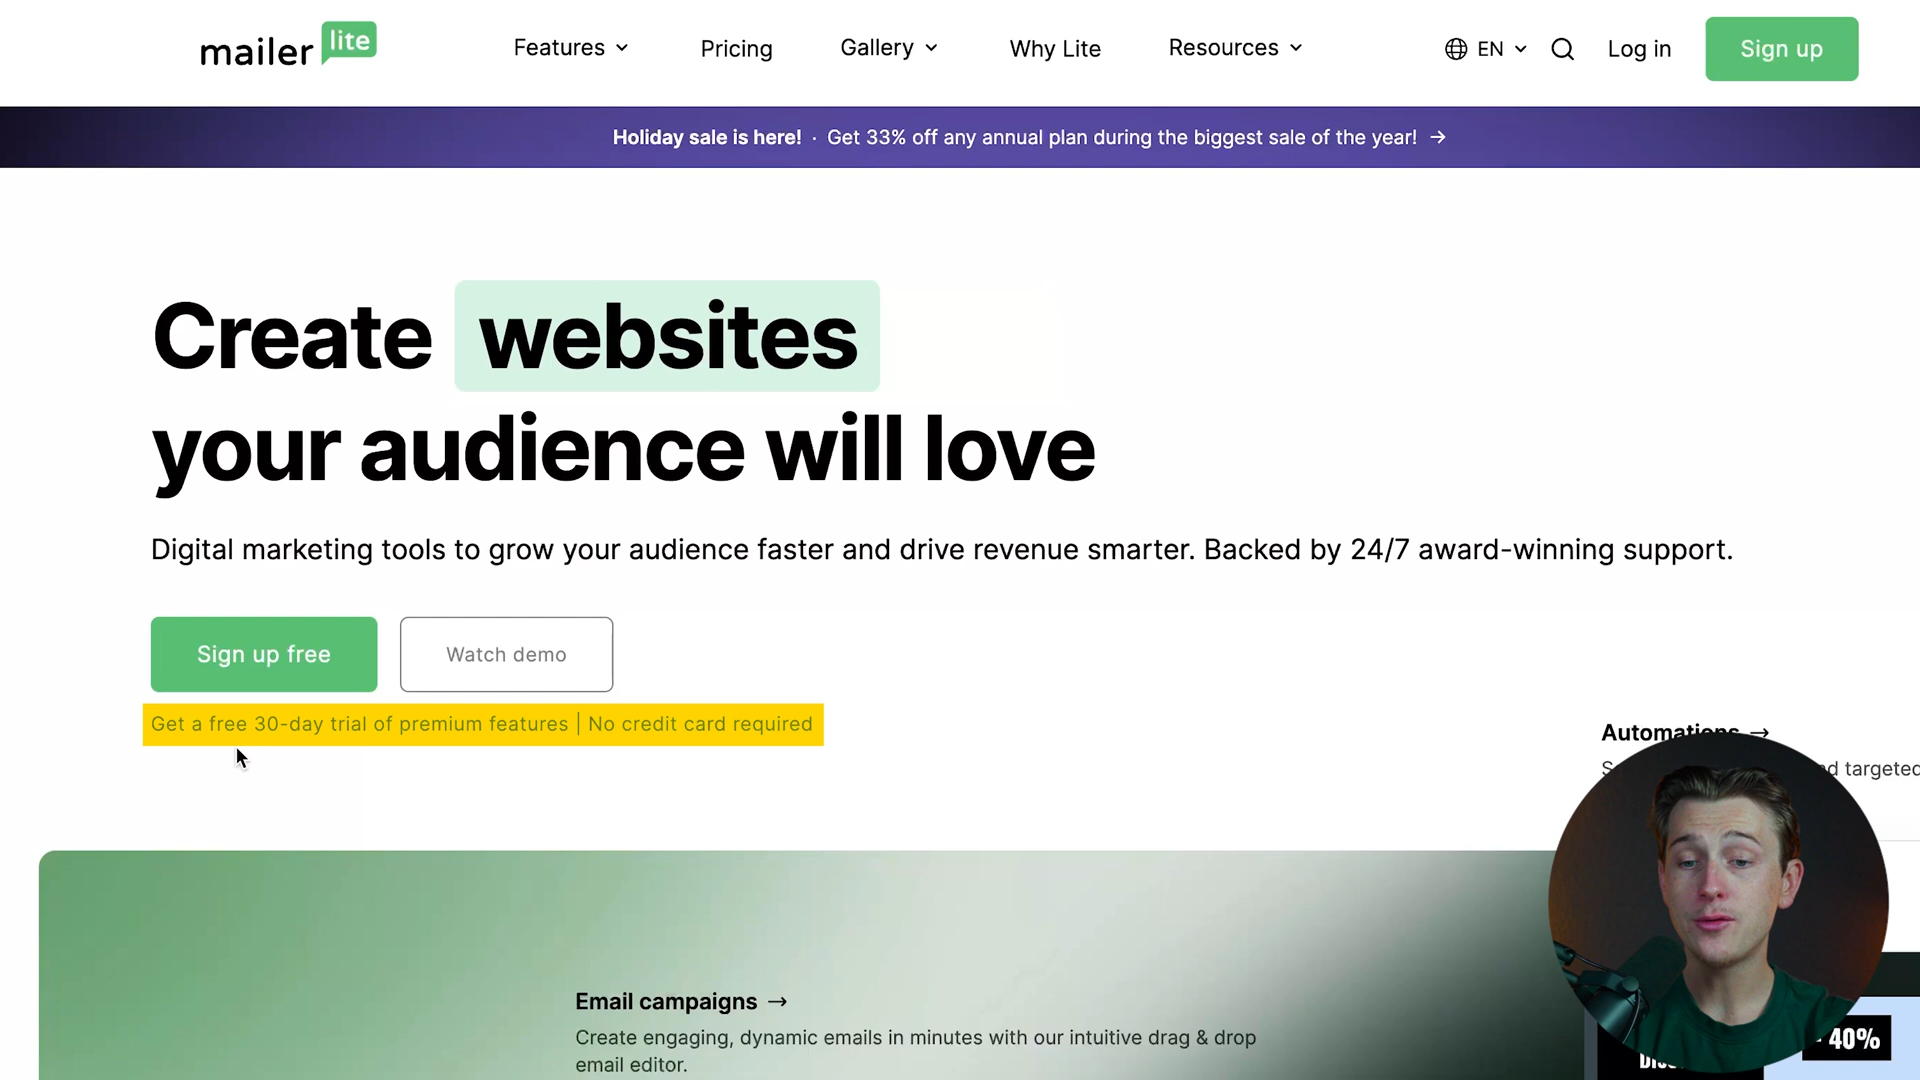 mailer lite
Features
Pricing
Gallery
Why Lite
Resources
EN
Log in
Sign up
Holiday sale is here! · Get 33% off any annual plan during the biggest sale of the year! →
Create websites
your audience will love
Digital marketing tools to grow your audience faster and drive revenue smarter. Backed by 24/7 award-winning support.
Sign up free
Watch demo
Get a free 30-day trial of premium features | No credit card required
Automations →
targeted
Email campaigns →
Create engaging, dynamic emails in minutes with our intuitive drag & drop
email editor.
40%